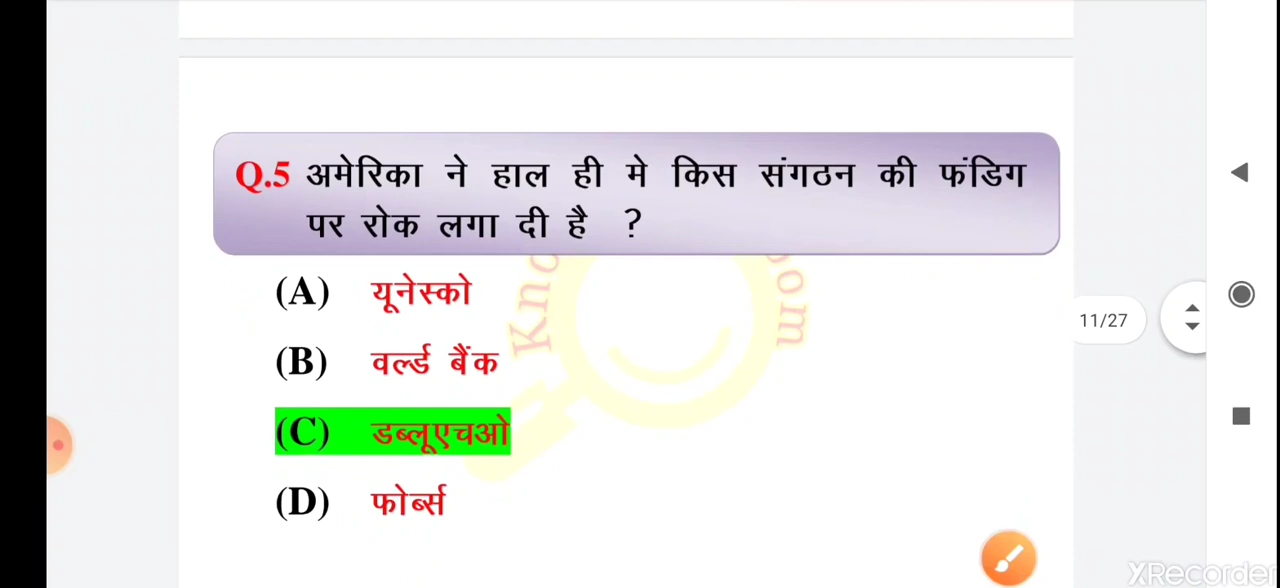 Q.5 अमेरिका ने हाल ही मे किस संगठन की फंडिग
पर रोक लगा दी है ?
(A) यूनेस्को
(B) वर्ल्ड बैंक
(C) डब्लूएचओ
(D) फोर्ब्स
11/27
XRecorder